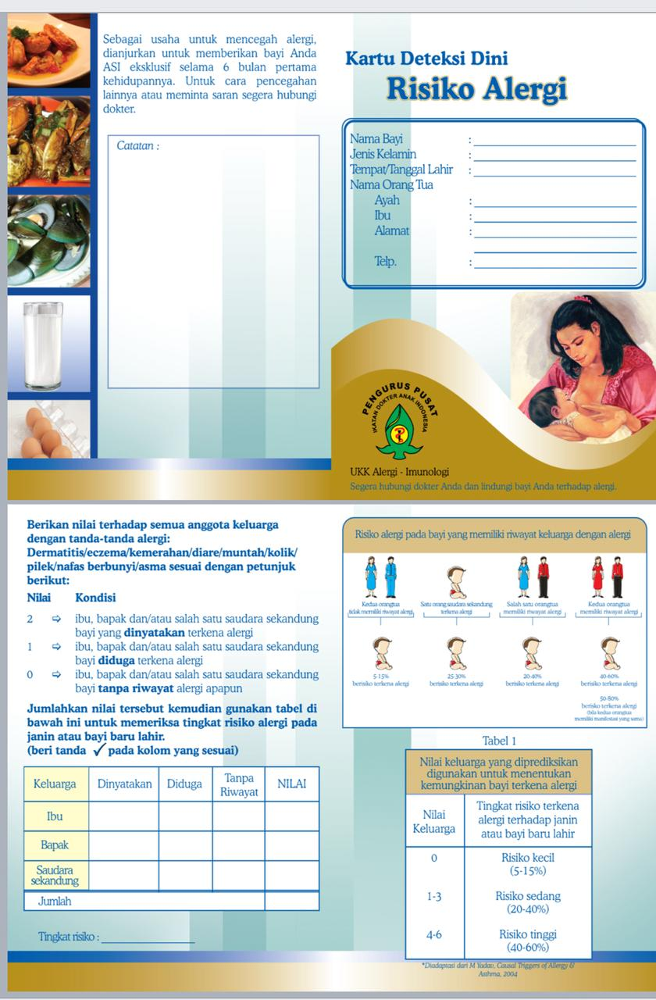 Sebagai usaha untuk mencegah alergi,
dianjurkan untuk memberikan bayi Anda
ASI eksklusif selama 6 bulan pertama
kehidupannya. Untuk cara pencegahan
lainnya atau meminta saran segera hubungi
dokter.
Catatan :
Kartu Deteksi Dini
Risiko Alergi
Nama Bayi :
Jenis Kelamin :
Tempat/Tanggal Lahir :
Nama Orang Tua
Ayah :
Ibu :
Alamat :
Telp. :
PENGURUS PUSAT
IKATAN DOKTER ANAK INDONESIA
UKK Alergi - Imunologi
Segera hubungi dokter Anda dan lindungi bayi Anda terhadap alergi.
Berikan nilai terhadap semua anggota keluarga
dengan tanda-tanda alergi:
Dermatitis/eczema/kemerahan/diare/muntah/kolik/
pilek/nafas berbunyi/asma sesuai dengan petunjuk
berikut:
Nilai Kondisi
2 ⇨ ibu, bapak dan/atau salah satu saudara sekandung
bayi yang dinyatakan terkena alergi
1 ⇨ ibu, bapak dan/atau salah satu saudara sekandung
bayi diduga terkena alergi
0 ⇨ ibu, bapak dan/atau salah satu saudara sekandung
bayi tanpa riwayat alergi apapun
Jumlahkan nilai tersebut kemudian gunakan tabel di
bawah ini untuk memeriksa tingkat risiko alergi pada
janin atau bayi baru lahir.
(beri tanda ✓ pada kolom yang sesuai)
Keluarga Dinyatakan Diduga Tanpa Riwayat NILAI
Ibu
Bapak
Saudara
sekandung
Jumlah
Tingkat risiko :
Risiko alergi pada bayi yang memiliki riwayat keluarga dengan alergi
Kedua orangtua
tidak memiliki riwayat alergi
Satu orang saudara sekandung
terkena alergi
Salah satu orangtua
memiliki riwayat alergi
Kedua orangtua
memiliki riwayat alergi
5-15%
berisiko terkena alergi
25-30%
berisiko terkena alergi
20-40%
berisiko terkena alergi
40-60%
berisiko terkena alergi
50-80%
berisko terkena alergi
(bila kedua orangtua
memiliki manifestasi yang sama)
Tabel 1
Nilai keluarga yang diprediksikan
digunakan untuk menentukan
kemungkinan bayi terkena alergi
Nilai
Keluarga
Tingkat risiko terkena
alergi terhadap janin
atau bayi baru lahir
0 Risiko kecil
(5-15%)
1-3 Risiko sedang
(20-40%)
4-6 Risiko tinggi
(40-60%)
*Diadaptasi dari M Yadav, Causal Triggers of Allergy &
Asthma, 2004